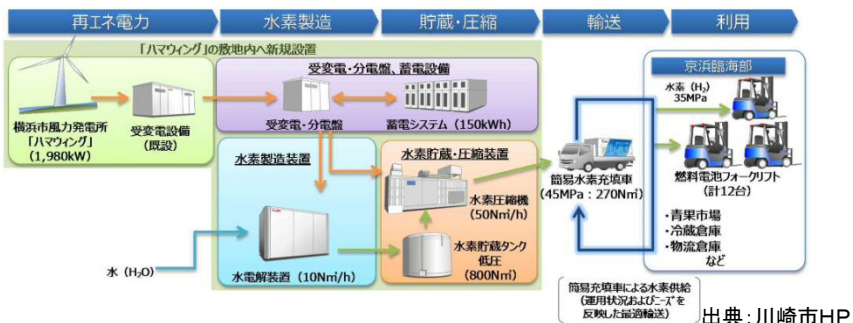 再エネ電力
水素製造
貯蔵・圧縮
輸送
利用
「ハマウィング」の敷地内へ新規設置
受変電・分電盤、蓄電設備
京浜臨海部
水素（H₂）
35MPa
横浜市風力発電所
「ハマウィング」
（1,980kW）
受変電設備
（既設）
受変電・分電盤
蓄電システム（150kWh）
水素製造装置
水素貯蔵・圧縮装置
簡易水素充填車
（45MPa：270N㎥）
燃料電池フォークリフト
（計12台）
水素圧縮機
（50N㎥/h）
・青果市場
・冷蔵倉庫
・物流倉庫
など
水素貯蔵タンク
低圧
（800N㎥）
水（H₂O）
水電解装置（10N㎥/h）
簡易充填車による水素供給
（運用状況およびニーズを
反映した最適輸送）
出典：川崎市HP